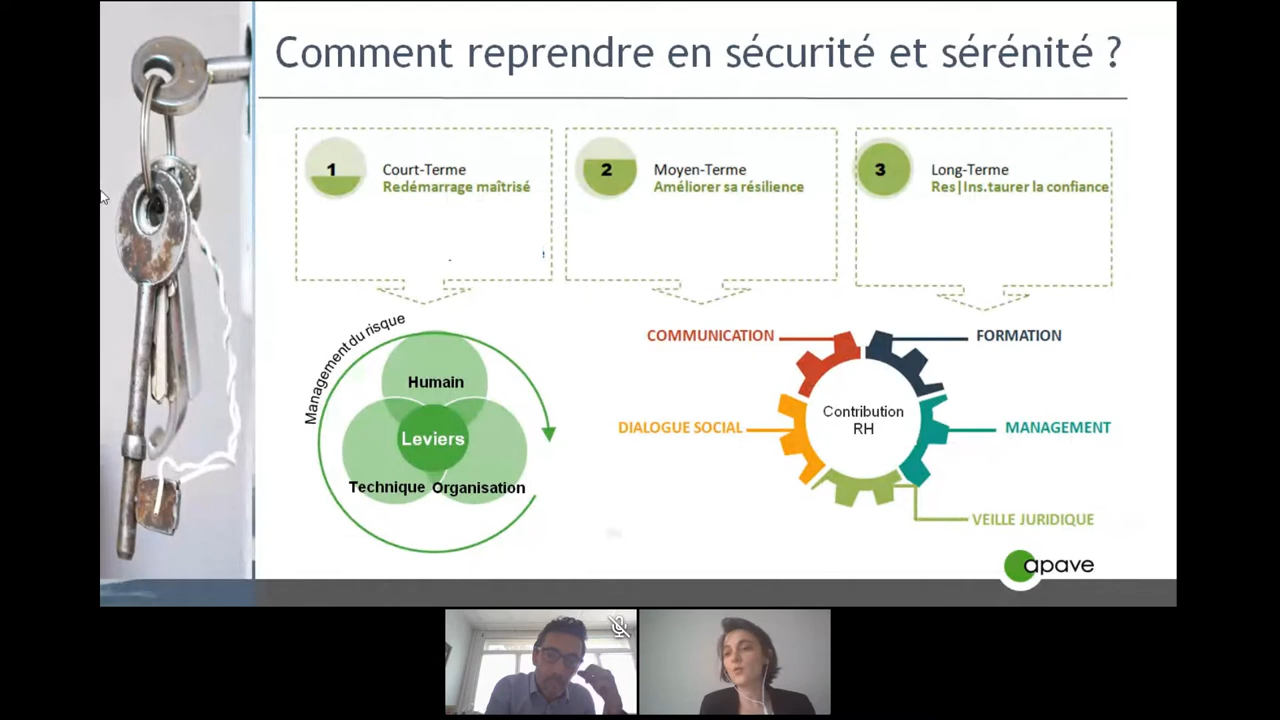 Comment reprendre en sécurité et sérénité ?
1
Court-Terme
Redémarrage maîtrisé
2
Moyen-Terme
Améliorer sa résilience
3
Long-Terme
Res|Ins.taurer la confiance
Management du risque
Humain
Leviers
Technique
Organisation
COMMUNICATION
FORMATION
Contribution
RH
DIALOGUE SOCIAL
MANAGEMENT
VEILLE JURIDIQUE
apave